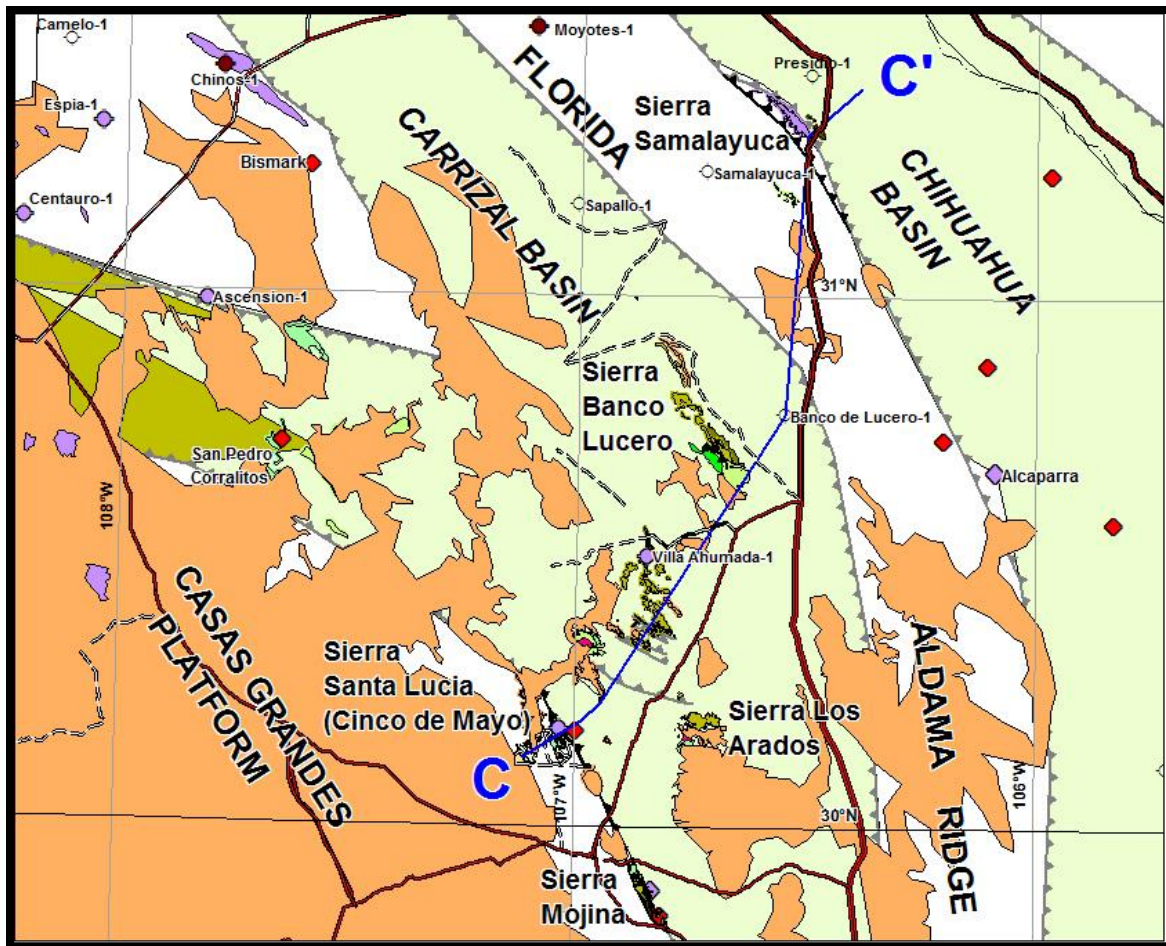 Camelo-1
Moyotes-1
Chinos-1
Presidio-1
C'
Espia-1
FLORIDA
Sierra
Samalayuca
CARRIZAL BASIN
Bismark
Samalayuca-1
CHIHUAHUA
BASIN
Centauro-1
Sapallo-1
31°N
Ascension-1
Sierra
Banco
Lucero
Banco de Lucero-1
San Pedro
Corralitos
Alcaparra
108°W
Villa Ahumada-1
CASAS GRANDES
PLATFORM
Sierra
Santa Lucia
(Cinco de Mayo)
ALDAMA
RIDGE
Sierra Los
Arados
C
107°W
106°W
30°N
Sierra
Mojina